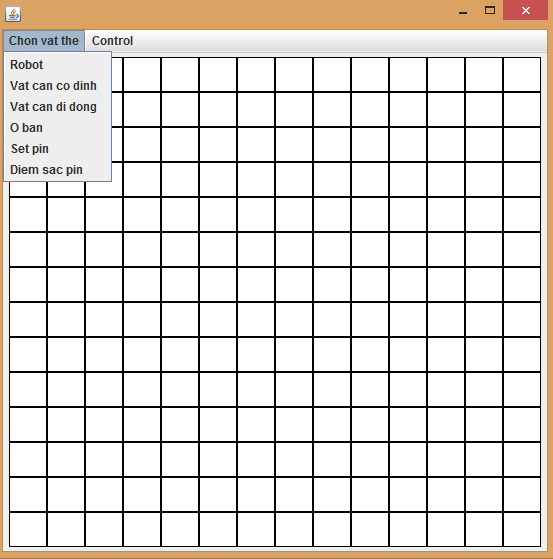 Chon vat the Control
Robot
Vat can co dinh
Vat can di dong
O ban
Set pin
Diem sac pin